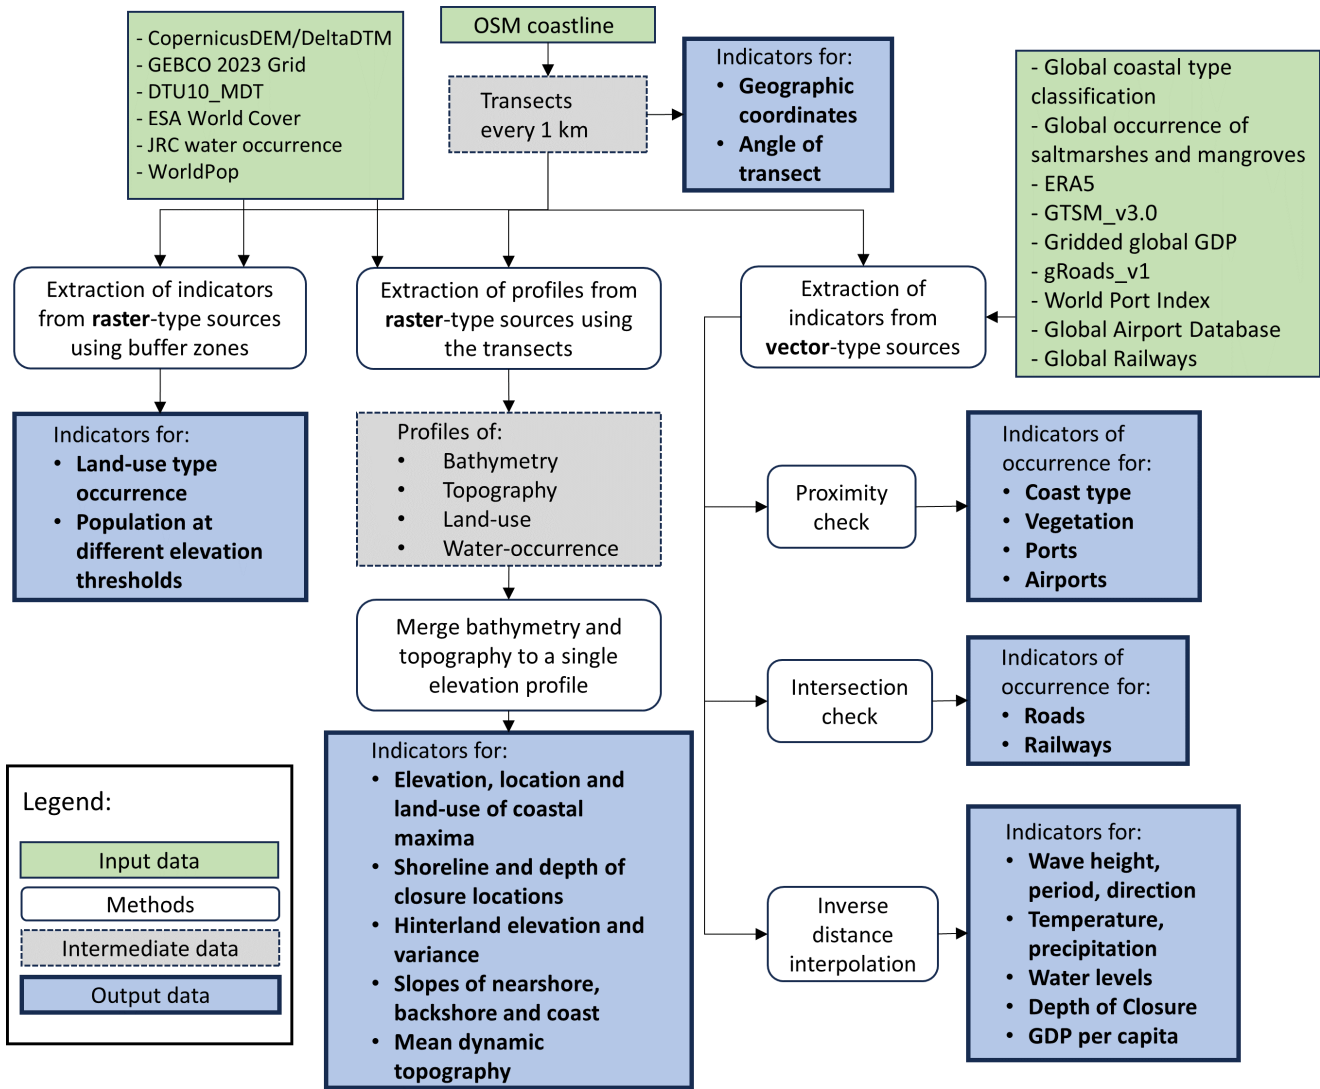 - CopernicusDEM/DeltaDTM
- GEBCO 2023 Grid
- DTU10_MDT
- ESA World Cover
- JRC water occurrence
- WorldPop
OSM coastline
Transects
every 1 km
Indicators for:
• Geographic
coordinates
• Angle of
transect
- Global coastal type
classification
- Global occurrence of
saltmarshes and mangroves
- ERA5
- GTSM_v3.0
- Gridded global GDP
- gRoads_v1
- World Port Index
- Global Airport Database
- Global Railways
Extraction of indicators
from raster-type sources
using buffer zones
Extraction of profiles from
raster-type sources using
the transects
Extraction of
indicators from
vector-type sources
Indicators for:
• Land-use type
occurrence
• Population at
different elevation
thresholds
Profiles of:
• Bathymetry
• Topography
• Land-use
• Water-occurrence
Merge bathymetry and
topography to a single
elevation profile
Indicators for:
• Elevation, location and
land-use of coastal
maxima
• Shoreline and depth of
closure locations
• Hinterland elevation and
variance
• Slopes of nearshore,
backshore and coast
• Mean dynamic
topography
Proximity
check
Indicators of
occurrence for:
• Coast type
• Vegetation
• Ports
• Airports
Intersection
check
Indicators of
occurrence for:
• Roads
• Railways
Inverse
distance
interpolation
Indicators for:
• Wave height,
period, direction
• Temperature,
precipitation
• Water levels
• Depth of Closure
• GDP per capita
Legend:
Input data
Methods
Intermediate data
Output data